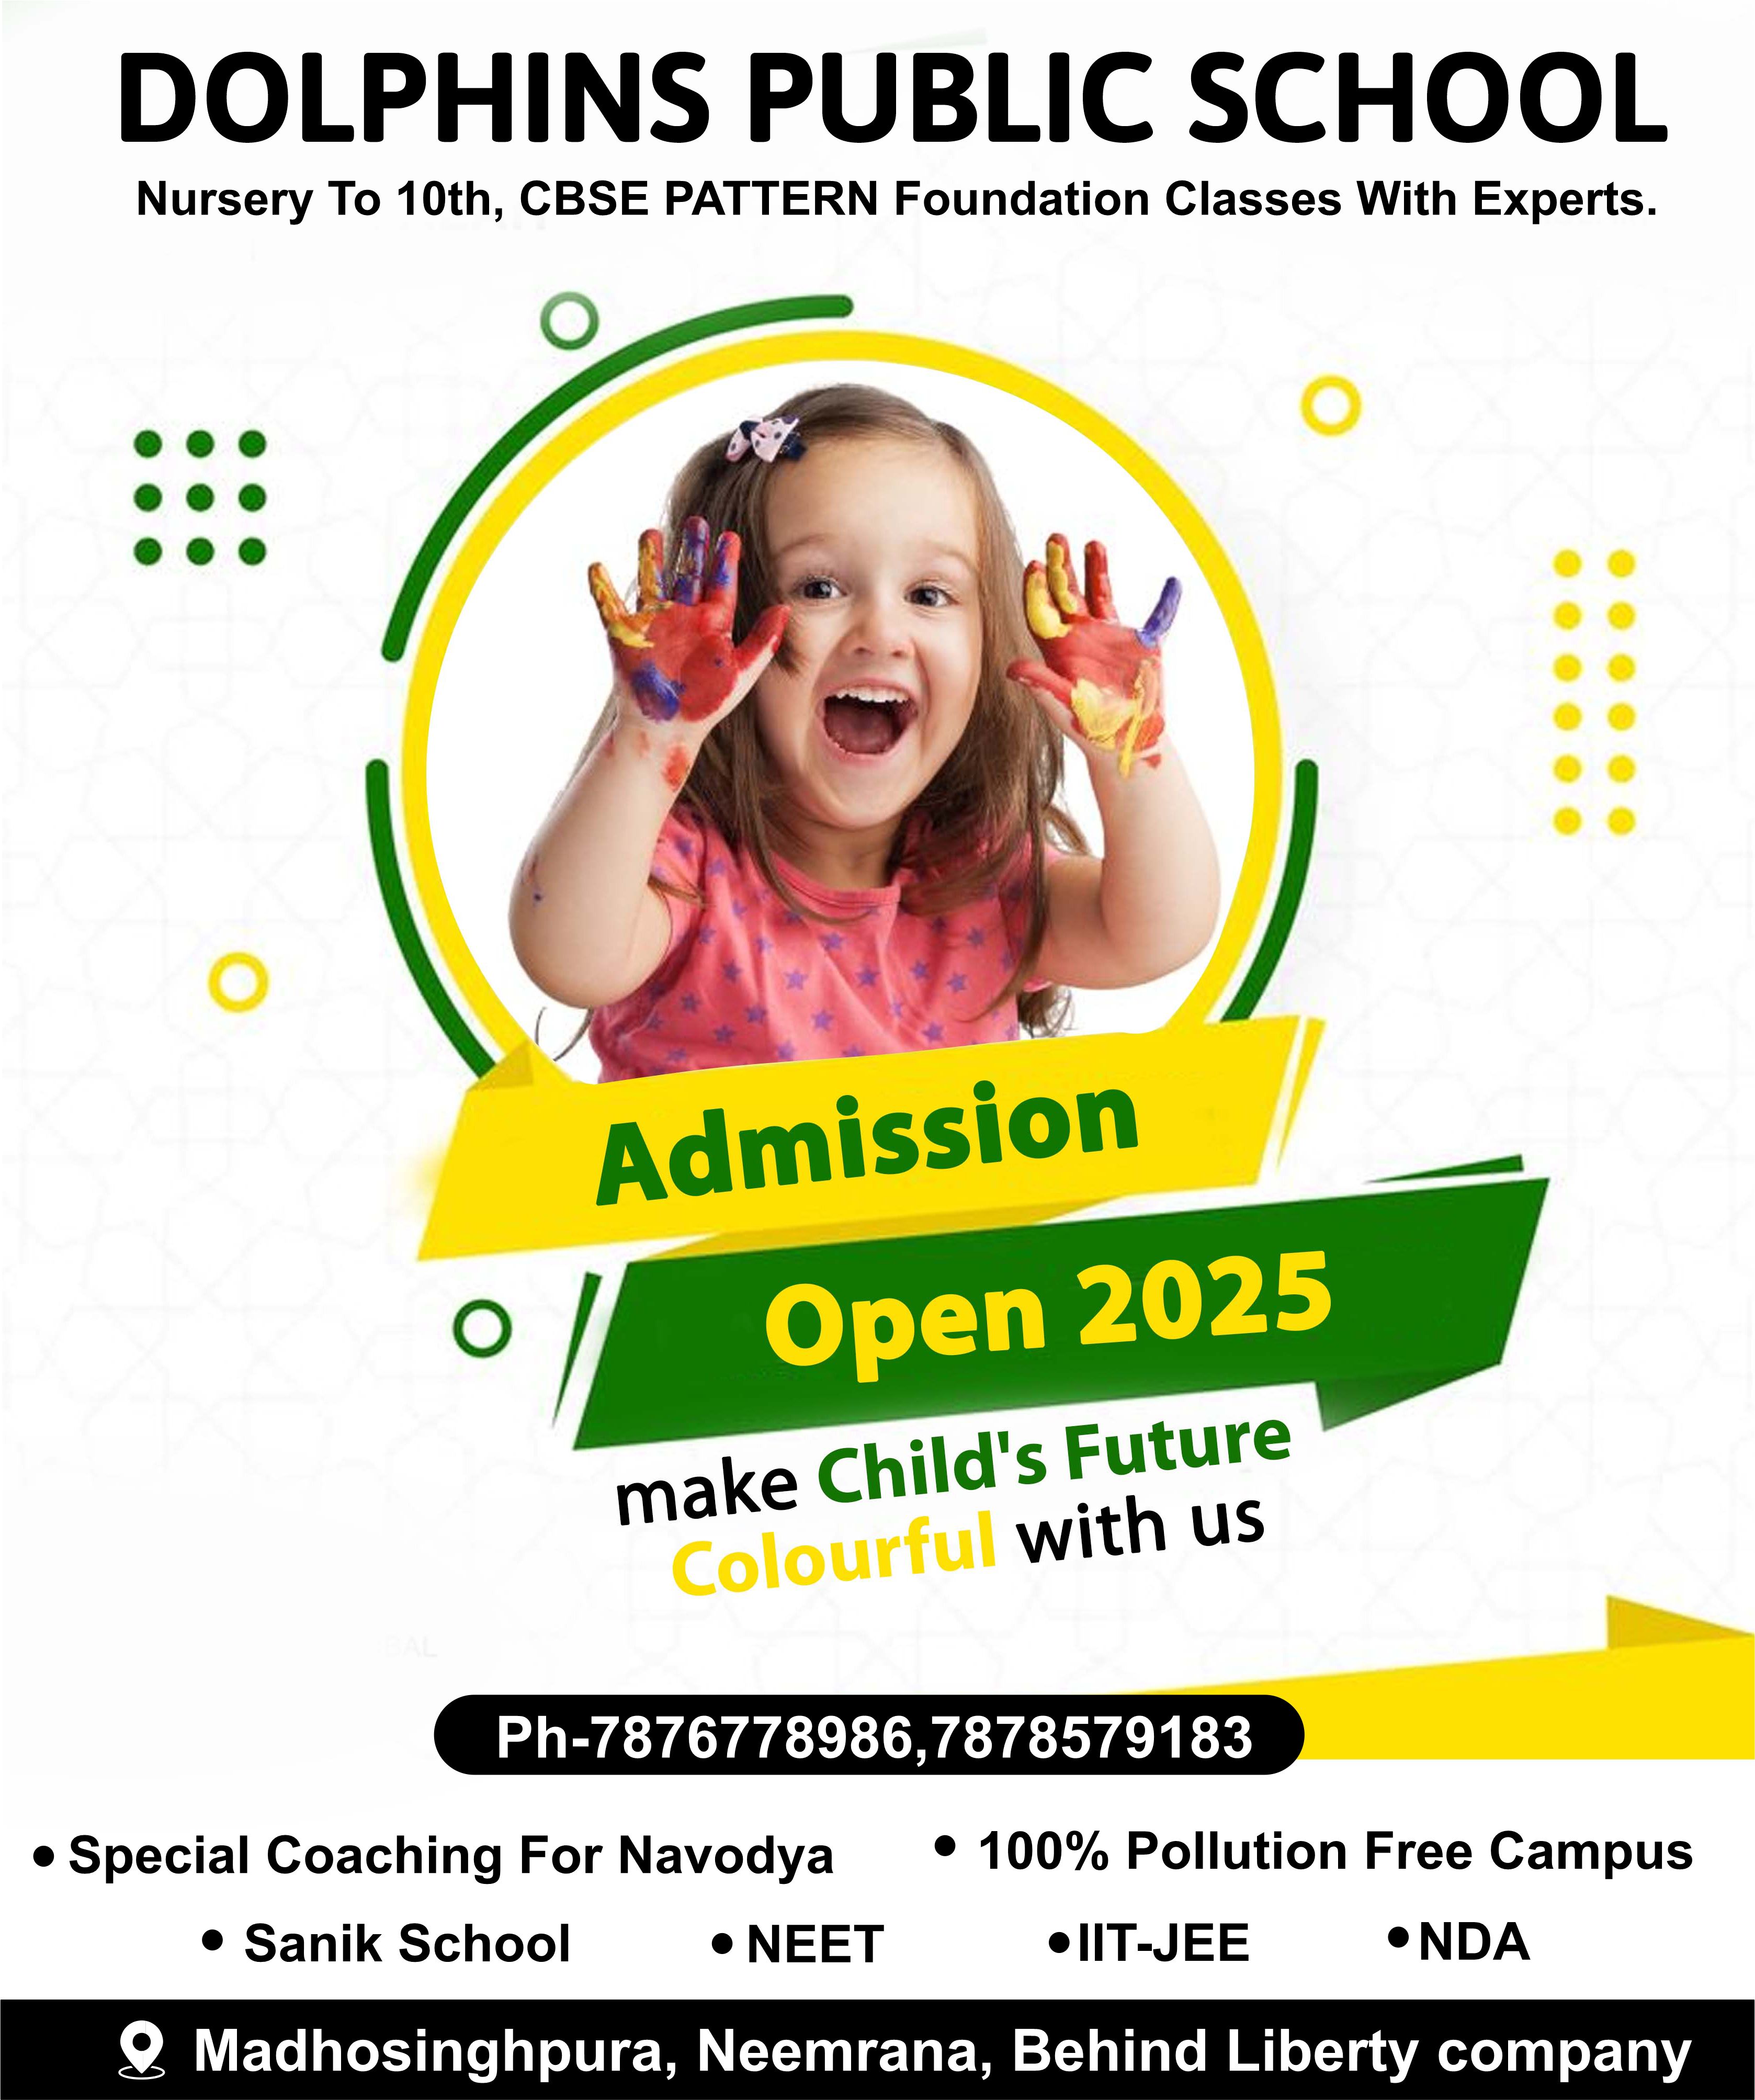 DOLPHINS PUBLIC SCHOOL
Nursery To 10th, CBSE PATTERN Foundation Classes With Experts.
Admission
Open 2025
make Child's Future
Colourful with us
BAL
Ph-7876778986,7878579183
• Special Coaching For Navodya
• 100% Pollution Free Campus
• Sanik School
• NEET
• IIT-JEE
• NDA
Madhosinghpura, Neemrana, Behind Liberty company